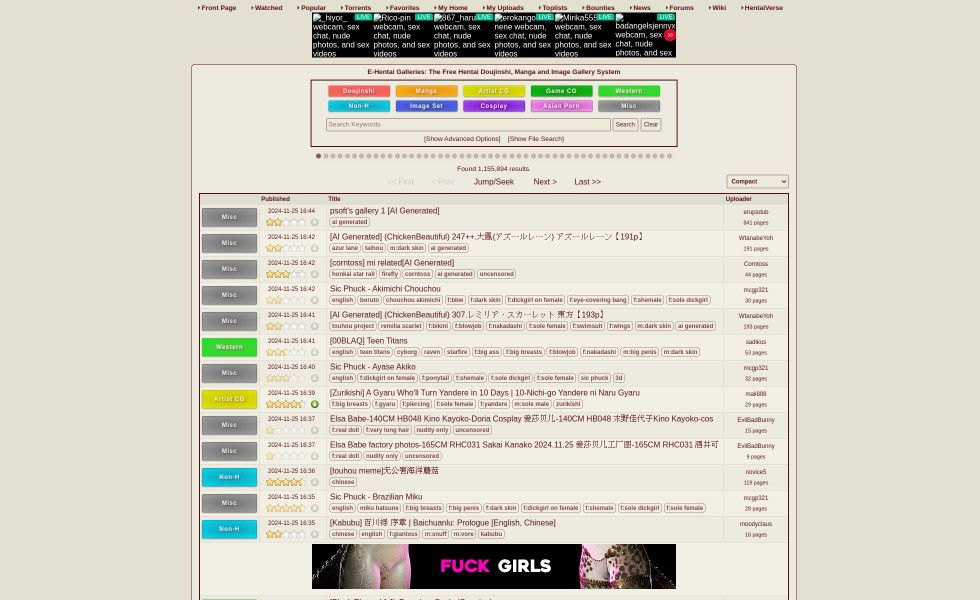 Front Page Watched Popular Torrents Favorites My Home My Uploads Toplists Bounties News Forums Wiki HentaiVerse
_hiyor_ webcam, sex chat, nude photos, and sex videos LIVE
Rico-pin webcam, sex chat, nude photos, and sex videos LIVE
867_haru webcam, sex chat, nude photos, and sex videos LIVE
erokango nene webcam, sex chat, nude photos, and sex videos LIVE
Mirika555 webcam, sex chat, nude photos, and sex videos LIVE
webcam, sex chat, nude photos, and sex LIVE
E-Hentai Galleries: The Free Hentai Doujinshi, Manga and Image Gallery System
Doujinshi Manga Artist CG Game CG Western
Non-H Image Set Cosplay Asian Porn Misc
Search Keywords Search Clear
[Show Advanced Options] [Show File Search]
Found 1,155,894 results.
<< First < Prev Jump/Seek Next > Last >> Compact
Published Title Uploader
Misc 2024-11-25 16:44 psoft's gallery 1 [AI Generated] erupsdub
ai generated 841 pages
Misc 2024-11-25 16:42 [AI Generated] (ChickenBeautiful) 247++.大鳳(アズールレーン) アズールレーン【191p】 WtanabeYoh
azur lane taihou m:dark skin ai generated 191 pages
Misc 2024-11-25 16:42 [corntoss] mi related[AI Generated] Corntoss
honkai star rail firefly corntoss ai generated uncensored 44 pages
Misc 2024-11-25 16:42 Sic Phuck - Akimichi Chouchou mcgp321
english boruto chouchou akimichi f:bbw f:dark skin f:dickgirl on female f:eye-covering bang f:shemale f:sole dickgirl 30 pages
Misc 2024-11-25 16:41 [AI Generated] (ChickenBeautiful) 307.レミリア・スカーレット 東方【193p】 WtanabeYoh
touhou project remilia scarlet f:bikini f:blowjob f:nakadashi f:sole female f:swimsuit f:wings m:dark skin ai generated 193 pages
Western 2024-11-25 16:41 [00BLAQ] Teen Titans sadikus
english teen titans cyborg raven starfire f:big ass f:big breasts f:blowjob f:nakadashi m:big penis m:dark skin 53 pages
Misc 2024-11-25 16:40 Sic Phuck - Ayase Akiko mcgp321
english f:dickgirl on female f:ponytail f:shemale f:sole dickgirl f:sole female sic phuck 3d 32 pages
Artist CG 2024-11-25 16:39 [Zurikishi] A Gyaru Who'll Turn Yandere in 10 Days | 10-Nichi-go Yandere ni Naru Gyaru mali888
f:big breasts f:gyaru f:piercing f:sole female f:yandere m:sole male zurikishi 29 pages
Misc 2024-11-25 16:37 Elsa Babe-140CM HB048 Kino Kayoko-Doria Cosplay 爱莎贝儿-140CM HB048 木野佳代子Kino Kayoko-cos EvilBadBunny
f:real doll f:very long hair nudity only uncensored 15 pages
Misc 2024-11-25 16:37 Elsa Babe factory photos-165CM RHC031 Sakai Kanako 2024.11.25 爱莎贝儿工厂图-165CM RHC031 酒井可 EvilBadBunny
f:real doll nudity only uncensored 9 pages
Non-H 2024-11-25 16:36 [touhou meme]无公害海洋蘑菇 novice5
chinese 119 pages
Misc 2024-11-25 16:35 Sic Phuck - Brazilian Miku mcgp321
english miku hatsune f:big breasts f:big penis f:dark skin f:dickgirl on female f:shemale f:sole dickgirl f:sole female 28 pages
Non-H 2024-11-25 16:35 [Kabubu] 百川禄 序章 | Baichuanlu: Prologue [English, Chinese] moodyclaus
chinese english f:giantess m:snuff m:vore kabubu 16 pages
FUCK GIRLS